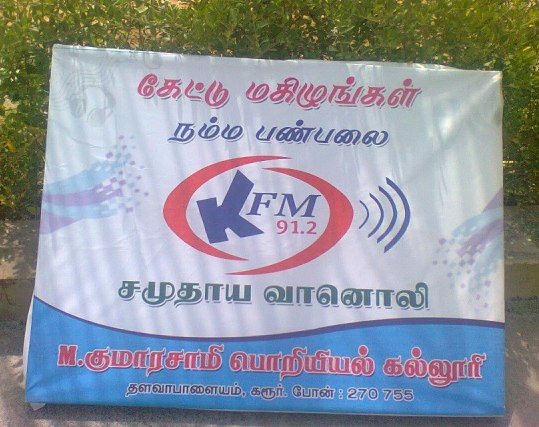 கேட்டு மகிழுங்கள்
நம்ம பண்பலை
KFM
91.2
சமுதாய வானொலி
M.குமாரசாமி பொறியியல் கல்லூரி
தளவாபாளையம், கரூர். போன் : 270 755